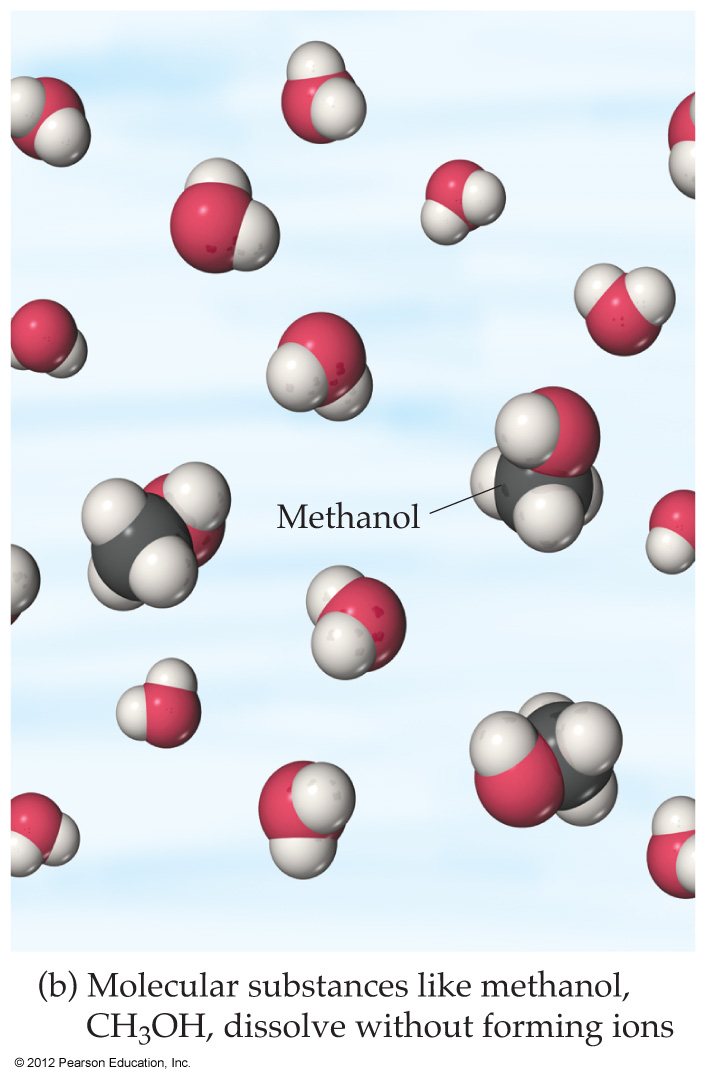 Methanol
(b) Molecular substances like methanol,
CH₃OH, dissolve without forming ions
© 2012 Pearson Education, Inc.